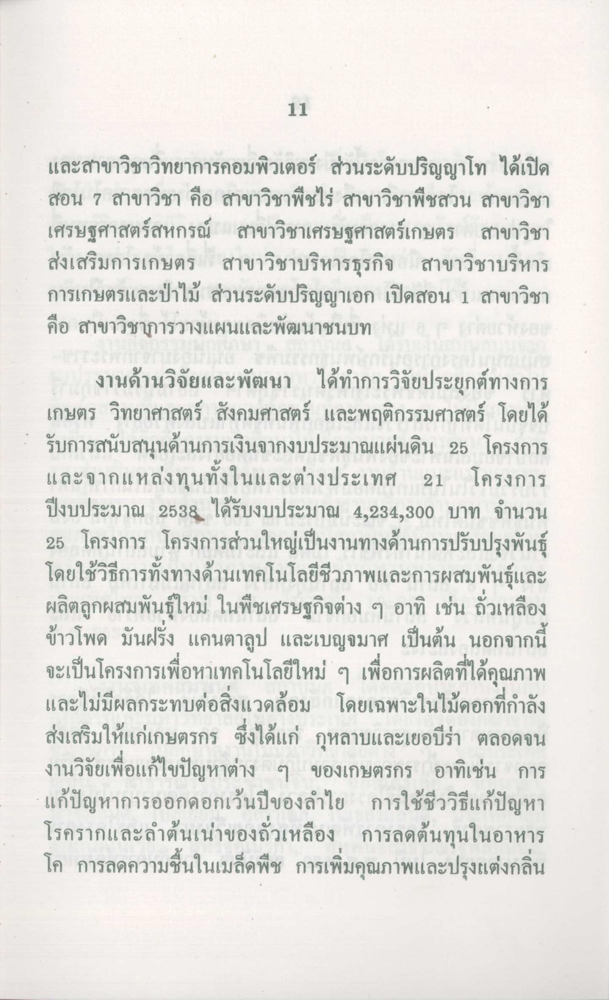 11
และสาขาวิชาวิทยาการคอมพิวเตอร์ ส่วนระดับปริญญาโท ได้เปิด
สอน 7 สาขาวิชา คือ สาขาวิชาพืชไร่ สาขาวิชาพืชสวน สาขาวิชา
เศรษฐศาสตร์สหกรณ์ สาขาวิชาเศรษฐศาสตร์เกษตร สาขาวิชา
ส่งเสริมการเกษตร สาขาวิชาบริหารธุรกิจ สาขาวิชาบริหาร
การเกษตรและป่าไม้ ส่วนระดับปริญญาเอก เปิดสอน 1 สาขาวิชา
คือ สาขาวิชาการวางแผนและพัฒนาชนบท
งานด้านวิจัยและพัฒนา ได้ทำการวิจัยประยุกต์ทางการ
เกษตร วิทยาศาสตร์ สังคมศาสตร์ และพฤติกรรมศาสตร์ โดยได้
รับการสนับสนุนด้านการเงินจากงบประมาณแผ่นดิน 25 โครงการ
และจากแหล่งทุนทั้งในและต่างประเทศ 21 โครงการ
ปีงบประมาณ 2538 ได้รับงบประมาณ 4,234,300 บาท จำนวน
25 โครงการ โครงการส่วนใหญ่เป็นงานทางด้านการปรับปรุงพันธุ์
โดยใช้วิธีการทั้งทางด้านเทคโนโลยีชีวภาพและการผสมพันธุ์และ
ผลิตลูกผสมพันธุ์ใหม่ ในพืชเศรษฐกิจต่าง ๆ อาทิ เช่น ถั่วเหลือง
ข้าวโพด มันฝรั่ง แคนตาลูป และเบญจมาศ เป็นต้น นอกจากนี้
จะเป็นโครงการเพื่อหาเทคโนโลยีใหม่ ๆ เพื่อการผลิตที่ได้คุณภาพ
และไม่มีผลกระทบต่อสิ่งแวดล้อม โดยเฉพาะในไม้ดอกที่กำลัง
ส่งเสริมให้แก่เกษตรกร ซึ่งได้แก่ กุหลาบและเยอบีร่า ตลอดจน
งานวิจัยเพื่อแก้ไขปัญหาต่าง ๆ ของเกษตรกร อาทิเช่น การ
แก้ปัญหาการออกดอกเว้นปีของลำไย การใช้ชีววิธีแก้ปัญหา
โรครากและลำต้นเน่าของถั่วเหลือง การลดต้นทุนในอาหาร
โค การลดความชื้นในเมล็ดพืช การเพิ่มคุณภาพและปรุงแต่งกลิ่น